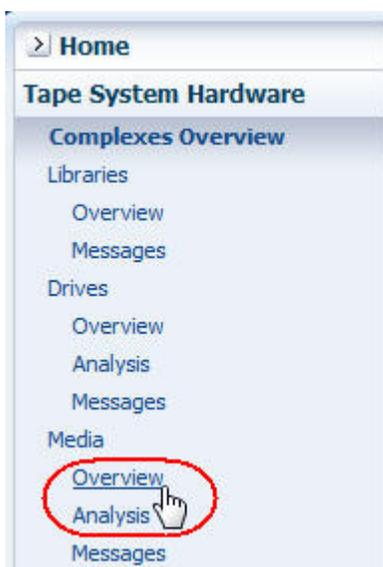 Home
Tape System Hardware
Complexes Overview
Libraries
Overview
Messages
Drives
Overview
Analysis
Messages
Media
Overview
Analysis
Messages